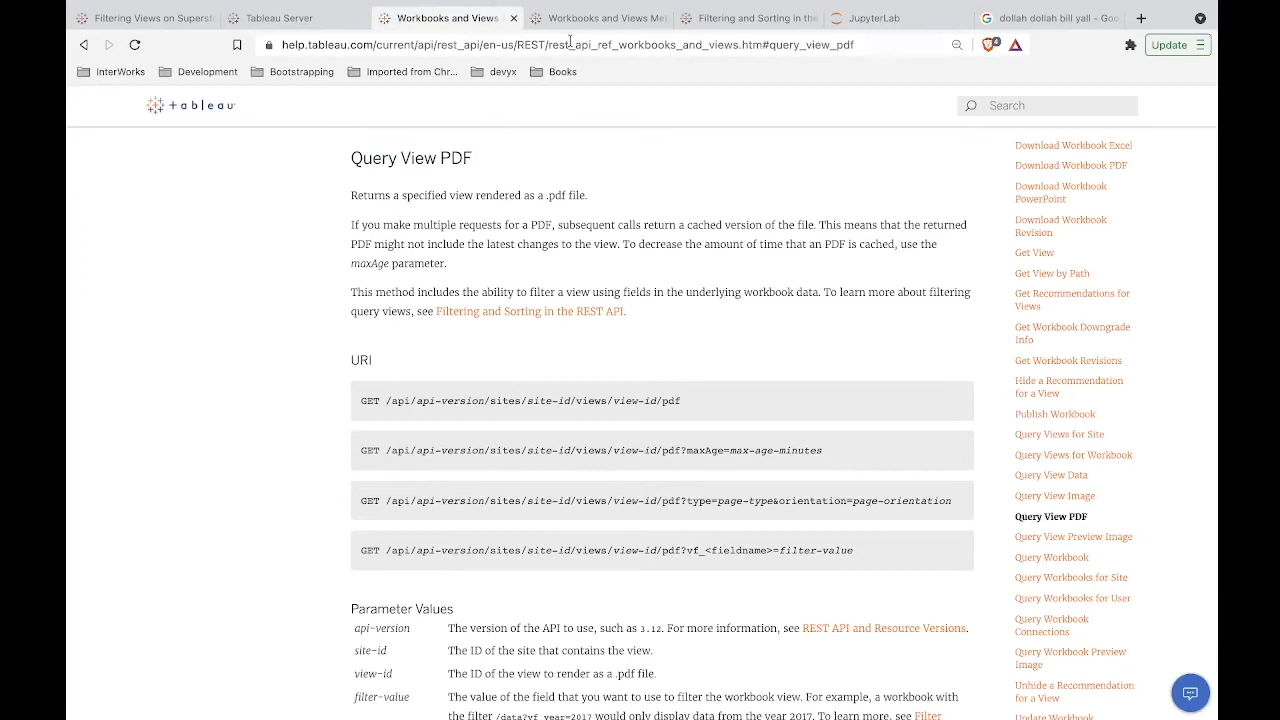 Filtering Views on Superst
Tableau Server
Workbooks and Views
Workbooks and Views Met
Filtering and Sorting in the
JupyterLab
dollah dollah bill yall - Goo
help.tableau.com/current/api/rest_api/en-us/REST/rest_api_ref_workbooks_and_views.htm#query_view_pdf
4
Update
InterWorks
Development
Bootstrapping
Imported from Chr...
devyx
Books
+ableau
Search
Query View PDF
Returns a specified view rendered as a .pdf file.
If you make multiple requests for a PDF, subsequent calls return a cached version of the file. This means that the returned
PDF might not include the latest changes to the view. To decrease the amount of time that an PDF is cached, use the
maxAge parameter.
This method includes the ability to filter a view using fields in the underlying workbook data. To learn more about filtering
query views, see Filtering and Sorting in the REST API.
URI
GET /api/api-version/sites/site-id/views/view-id/pdf
GET /api/api-version/sites/site-id/views/view-id/pdf?maxAge=max-age-minutes
GET /api/api-version/sites/site-id/views/view-id/pdf?type=page-type&orientation=page-orientation
GET /api/api-version/sites/site-id/views/view-id/pdf?vf_<fieldname>=filter-value
Parameter Values
api-version The version of the API to use, such as 3.12. For more information, see REST API and Resource Versions.
site-id The ID of the site that contains the view.
view-id The ID of the view to render as a .pdf file.
filter-value The value of the field that you want to use to filter the workbook view. For example, a workbook with
the filter /data?vf_year=2017 would only display data from the year 2017. To learn more, see Filter
Download Workbook Excel
Download Workbook PDF
Download Workbook
PowerPoint
Download Workbook
Revision
Get View
Get View by Path
Get Recommendations for
Views
Get Workbook Downgrade
Info
Get Workbook Revisions
Hide a Recommendation
for a View
Publish Workbook
Query Views for Site
Query Views for Workbook
Query View Data
Query View Image
Query View PDF
Query View Preview Image
Query Workbook
Query Workbooks for Site
Query Workbooks for User
Query Workbook
Connections
Query Workbook Preview
Image
Unhide a Recommendation
for a View
Update Workbook